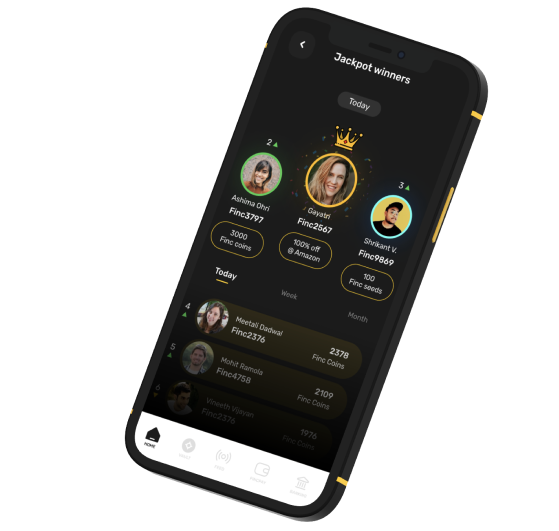 Jackpot winners
Today
2
3
Ashima Ohri
Finc3797
3000
Finc coins
Gayatri
Finc2567
100% off
@ Amazon
Shrikant V.
Finc9869
100
Finc seeds
Today
Week
Month
4
Meetali Dadwal
Finc2376
2378
Finc Coins
5
Mohit Ramola
Finc4758
2109
Finc Coins
6
Vineeth Vijayan
Finc2376
1976
Finc Coins
HOME